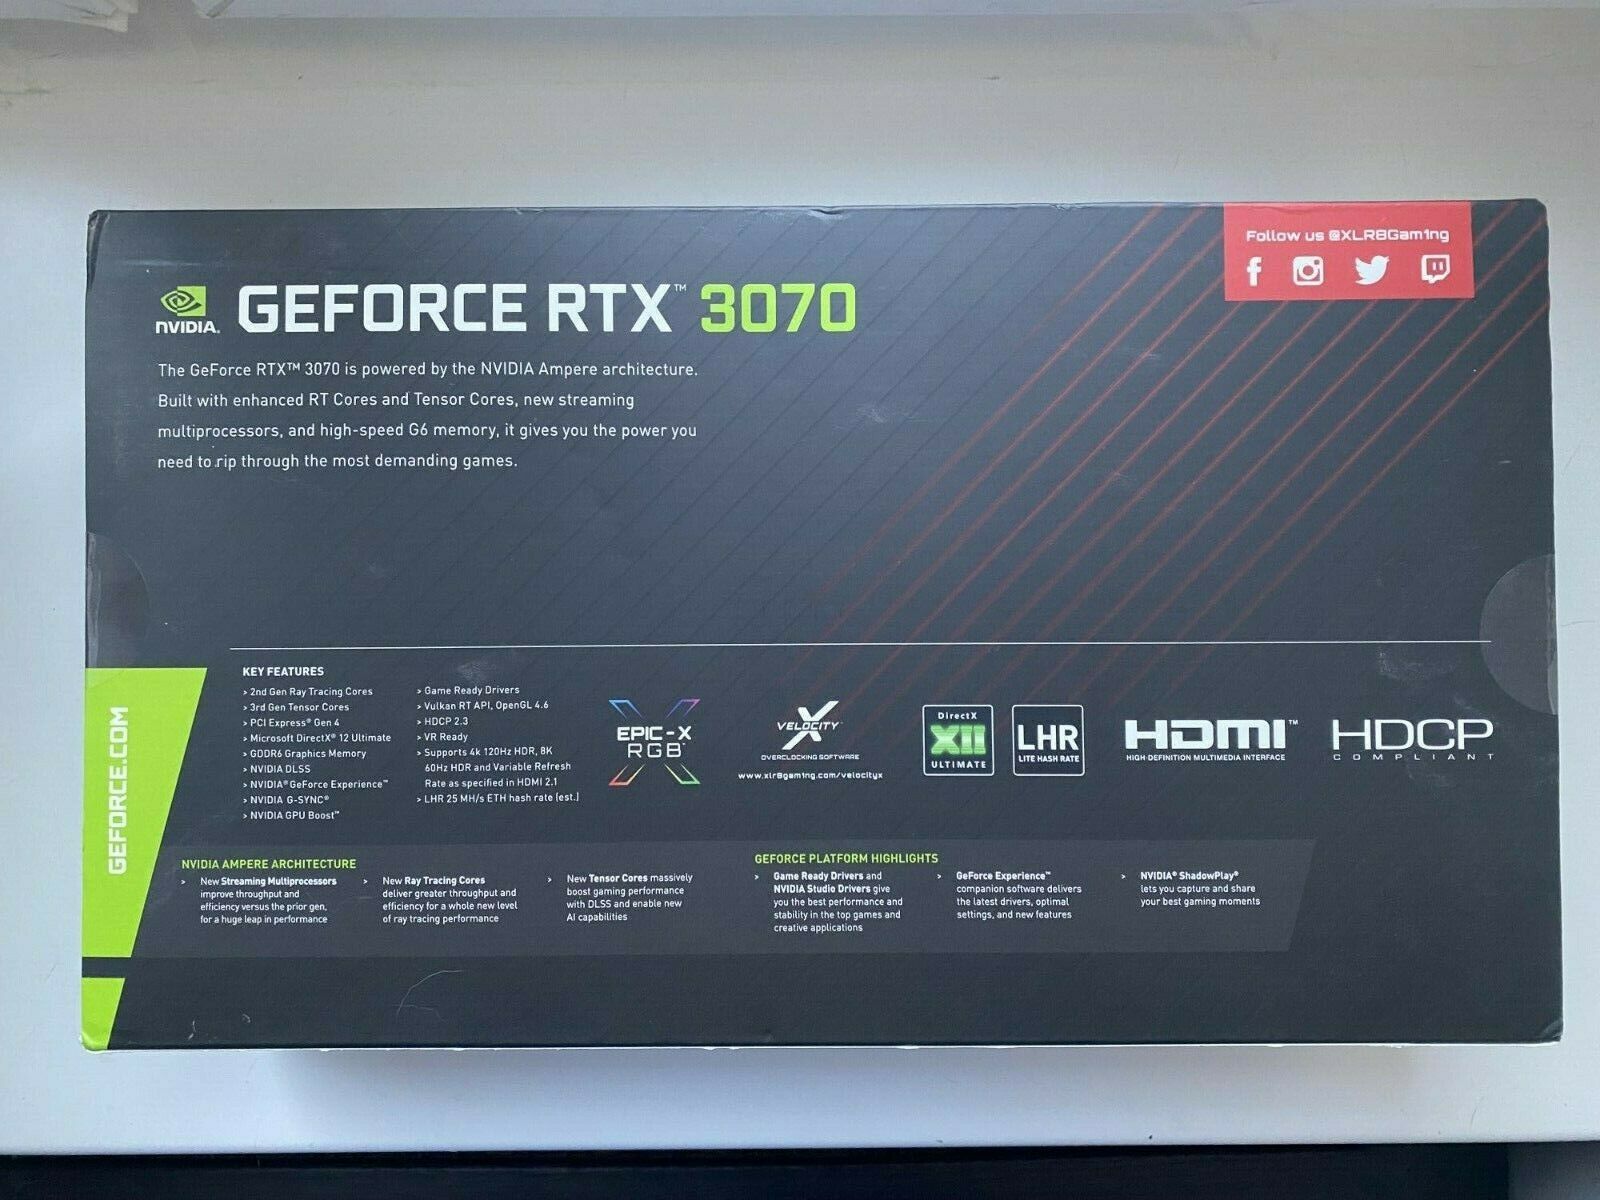 Follow us @XLR8Gam1ng
NVIDIA.
GEFORCE RTX™ 3070
The GeForce RTX™ 3070 is powered by the NVIDIA Ampere architecture.
Built with enhanced RT Cores and Tensor Cores, new streaming
multiprocessors, and high-speed G6 memory, it gives you the power you
need to rip through the most demanding games.
GEFORCE.COM
KEY FEATURES
> 2nd Gen Ray Tracing Cores
> 3rd Gen Tensor Cores
> PCI Express® Gen 4
> Microsoft DirectX® 12 Ultimate
> GDDR6 Graphics Memory
> NVIDIA DLSS
> NVIDIA® GeForce Experience™
> NVIDIA G-SYNC®
> NVIDIA GPU Boost™
> Game Ready Drivers
> Vulkan RT API, OpenGL 4.6
> HDCP 2.3
> VR Ready
> Supports 4k 120Hz HDR, 8K
60Hz HDR and Variable Refresh
Rate as specified in HDMI 2.1
> LHR 25 MH/s ETH hash rate (est.)
EPIC-X
RGB™
VELOCITY™
X
OVERCLOCKING SOFTWARE
www.xlr8gam1ng.com/velocityx
DirectX
XII
ULTIMATE
LHR
LITE HASH RATE
HDMI™
HIGH-DEFINITION MULTIMEDIA INTERFACE
HDCP
COMPLIANT
NVIDIA AMPERE ARCHITECTURE
> New Streaming Multiprocessors
improve throughput and
efficiency versus the prior gen,
for a huge leap in performance
> New Ray Tracing Cores
deliver greater throughput and
efficiency for a whole new level
of ray tracing performance
> New Tensor Cores massively
boost gaming performance
with DLSS and enable new
AI capabilities
GEFORCE PLATFORM HIGHLIGHTS
> Game Ready Drivers and
NVIDIA Studio Drivers give
you the best performance and
stability in the top games and
creative applications
> GeForce Experience™
companion software delivers
the latest drivers, optimal
settings, and new features
> NVIDIA® ShadowPlay®
lets you capture and share
your best gaming moments